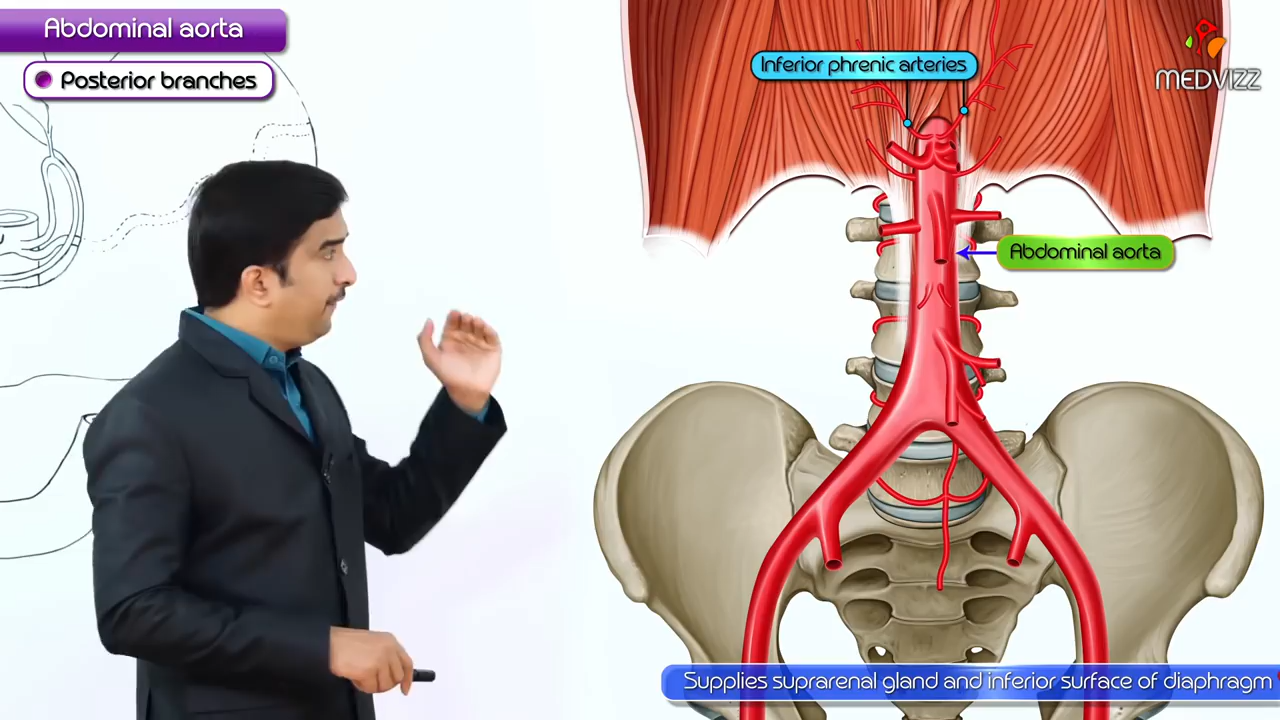 Abdominal aorta
Posterior branches
Inferior phrenic arteries
MEDVIZZ
Abdominal aorta
Supplies suprarenal gland and inferior surface of diaphragm